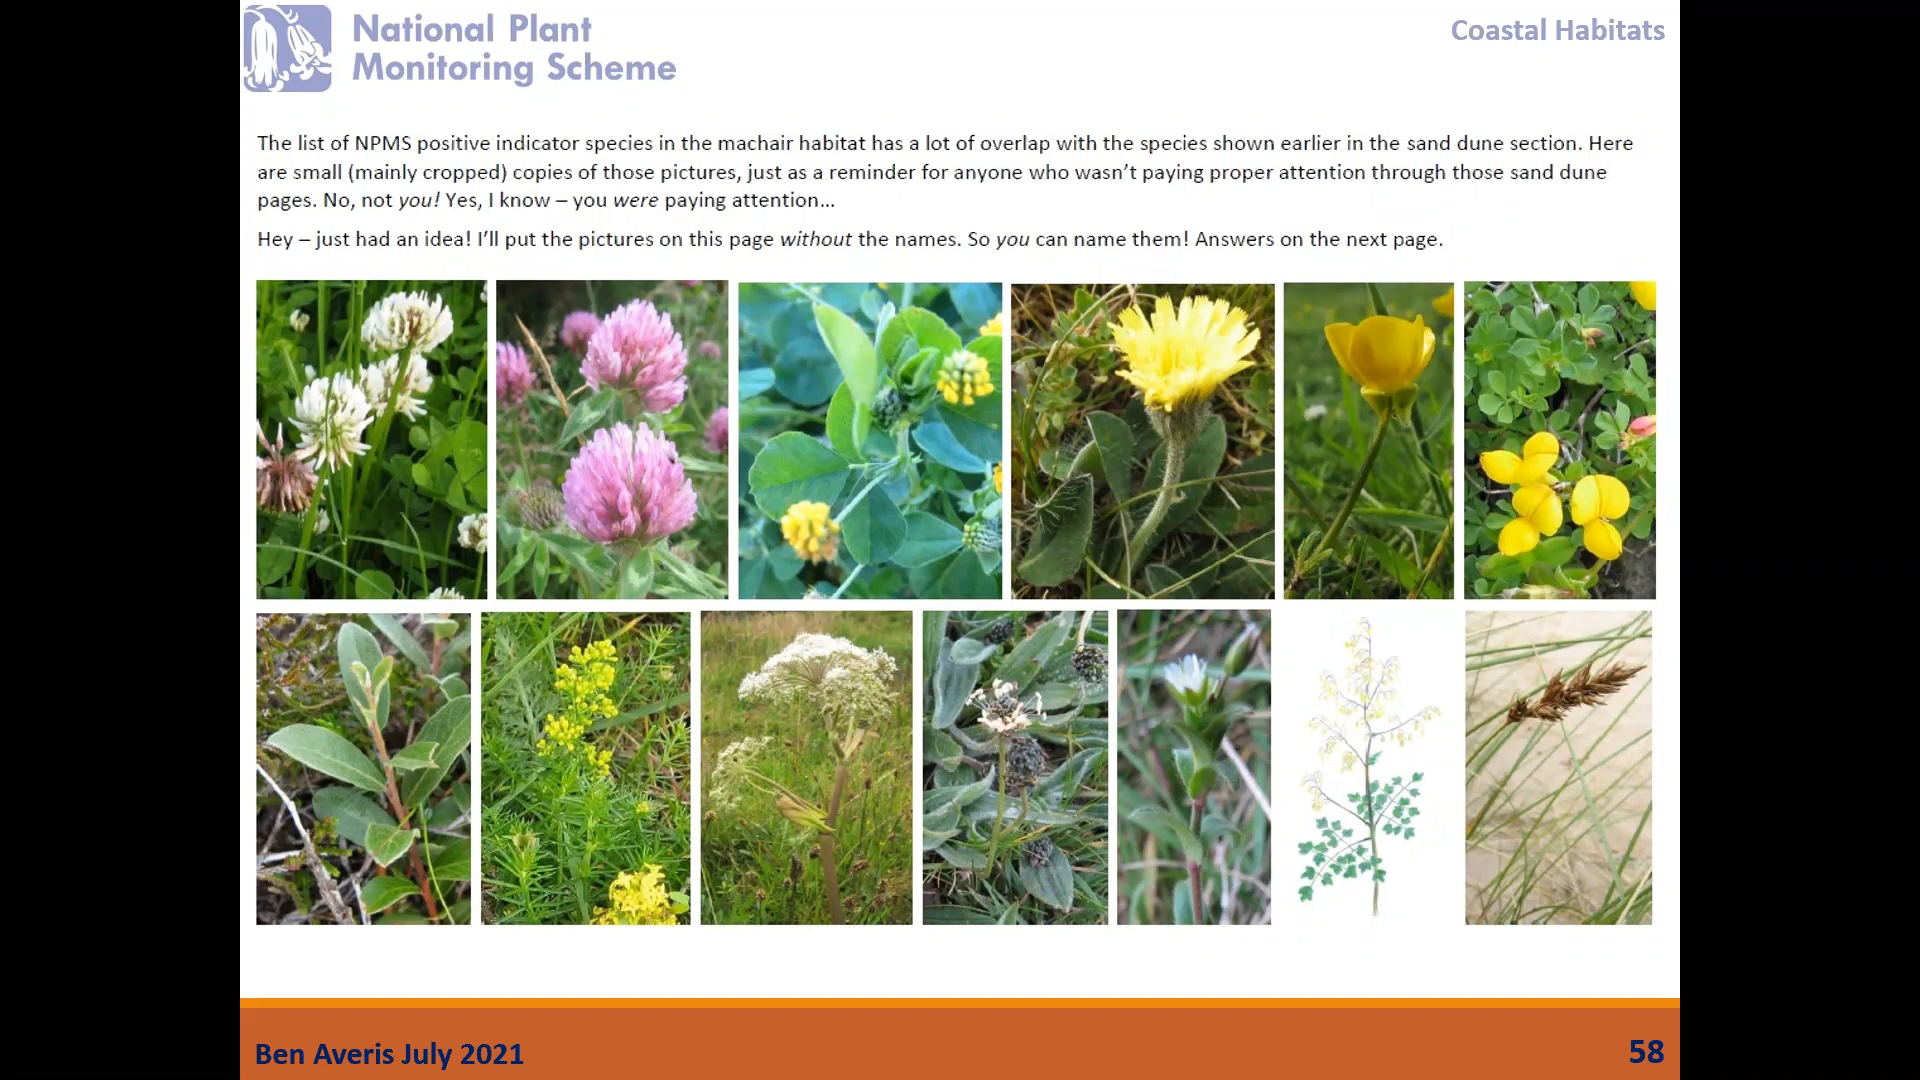 National Plant
Monitoring Scheme
Coastal Habitats
The list of NPMS positive indicator species in the machair habitat has a lot of overlap with the species shown earlier in the sand dune section. Here
are small (mainly cropped) copies of those pictures, just as a reminder for anyone who wasn’t paying proper attention through those sand dune
pages. No, not you! Yes, I know – you were paying attention…
Hey – just had an idea! I’ll put the pictures on this page without the names. So you can name them! Answers on the next page.
Ben Averis July 2021
58